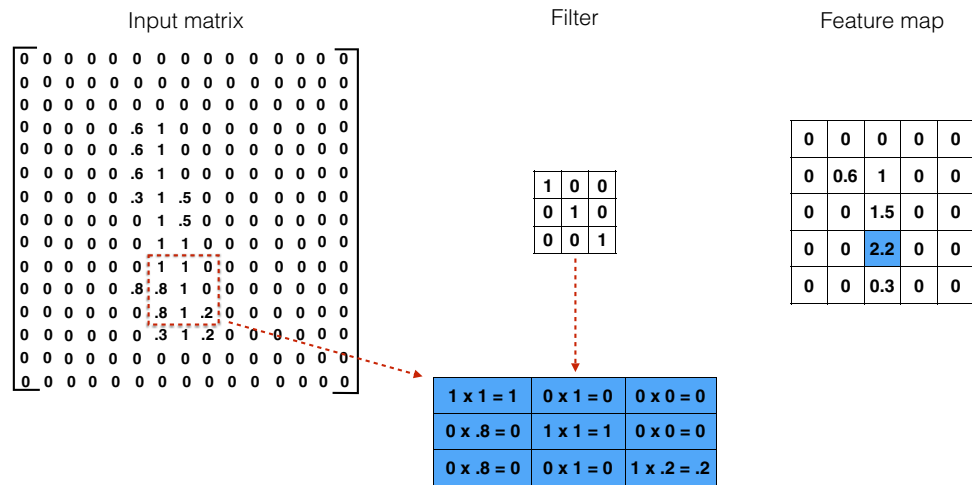 Input matrix
Filter
Feature map
0 0 0 0 0 0 0 0 0 0 0 0 0 0 0
0 0 0 0 0 0 0 0 0 0 0 0 0 0 0
0 0 0 0 0 0 0 0 0 0 0 0 0 0 0
0 0 0 0 0 .6 1 0 0 0 0 0 0 0 0
0 0 0 0 0 .6 1 0 0 0 0 0 0 0 0
0 0 0 0 0 .6 1 0 0 0 0 0 0 0 0
0 0 0 0 0 .3 1 .5 0 0 0 0 0 0 0
0 0 0 0 0 0 1 .5 0 0 0 0 0 0 0
0 0 0 0 0 0 1 1 0 0 0 0 0 0 0
0 0 0 0 0 0 1 1 0 0 0 0 0 0 0
0 0 0 0 0 .8 .8 1 0 0 0 0 0 0 0
0 0 0 0 0 0 .8 1 .2 0 0 0 0 0 0
0 0 0 0 0 0 .3 1 .2 0 0 0 0 0 0
0 0 0 0 0 0 0 0 0 0 0 0 0 0 0
0 0 0 0 0 0 0 0 0 0 0 0 0 0 0
1 0 0
0 1 0
0 0 1
0 0 0 0 0
0 0.6 1 0 0
0 0 1.5 0 0
0 0 2.2 0 0
0 0 0.3 0 0
1 x 1 = 1 0 x 1 = 0 0 x 0 = 0
0 x .8 = 0 1 x 1 = 1 0 x 0 = 0
0 x .8 = 0 0 x 1 = 0 1 x .2 = .2